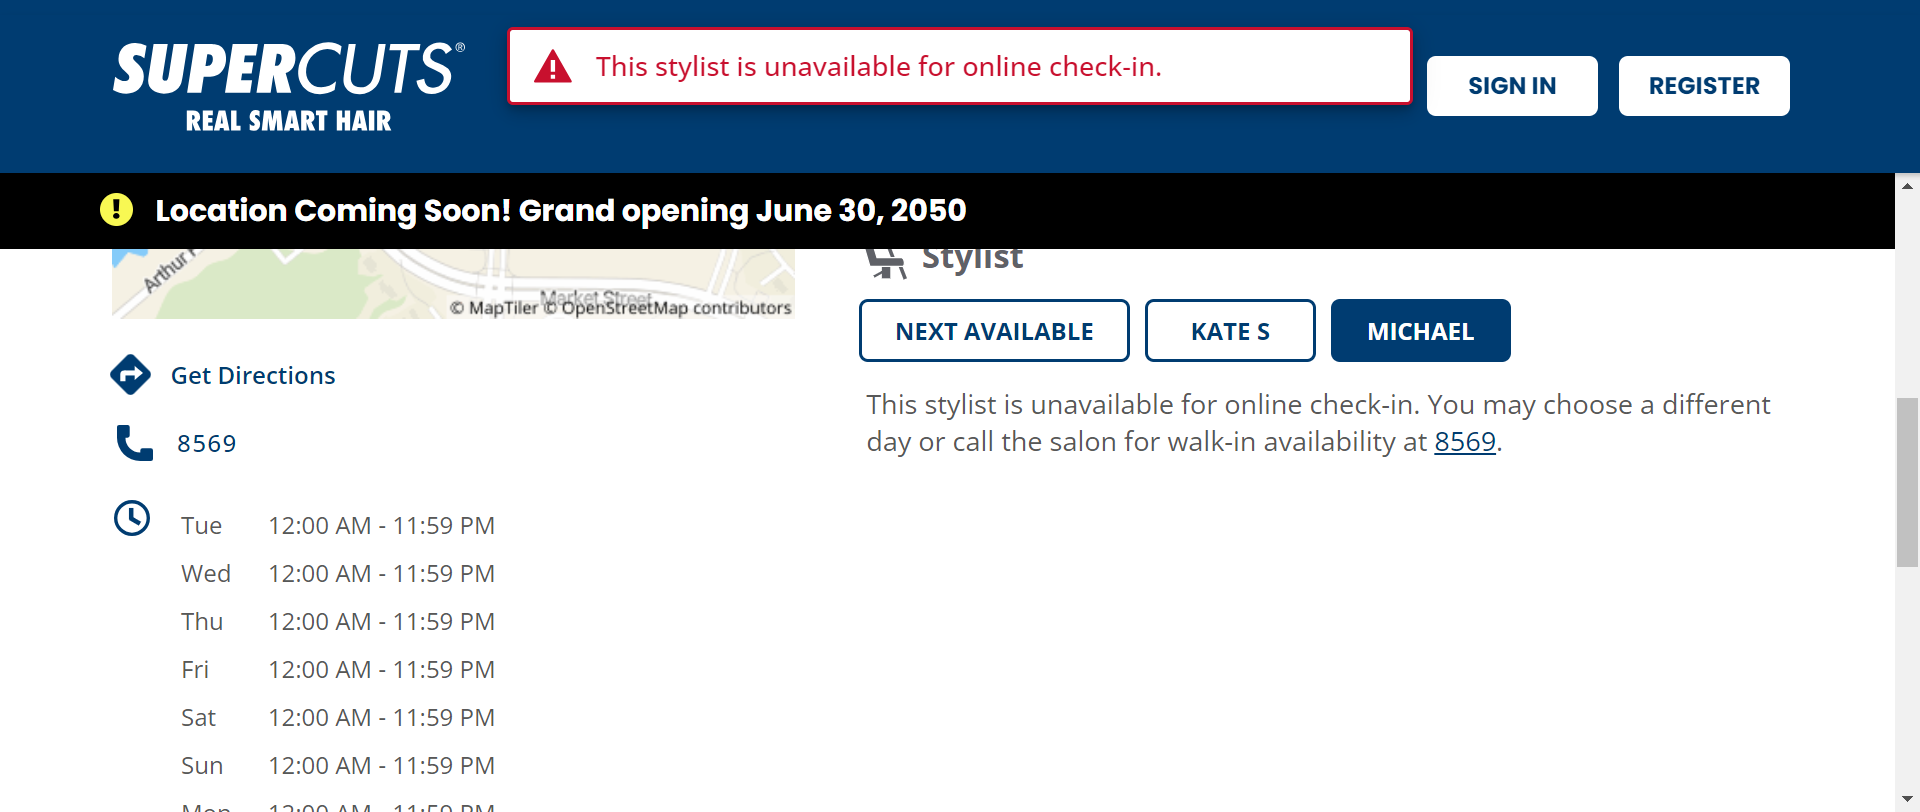 SUPERCUTS®
REAL SMART HAIR
This stylist is unavailable for online check-in.
SIGN IN
REGISTER
Location Coming Soon! Grand opening June 30, 2050
Arthur
Market Street
© MapTiler © OpenStreetMap contributors
Get Directions
8569
Tue 12:00 AM - 11:59 PM
Wed 12:00 AM - 11:59 PM
Thu 12:00 AM - 11:59 PM
Fri 12:00 AM - 11:59 PM
Sat 12:00 AM - 11:59 PM
Sun 12:00 AM - 11:59 PM
Mon 12:00 AM - 11:59 PM
Stylist
NEXT AVAILABLE
KATE S
MICHAEL
This stylist is unavailable for online check-in. You may choose a different
day or call the salon for walk-in availability at 8569.